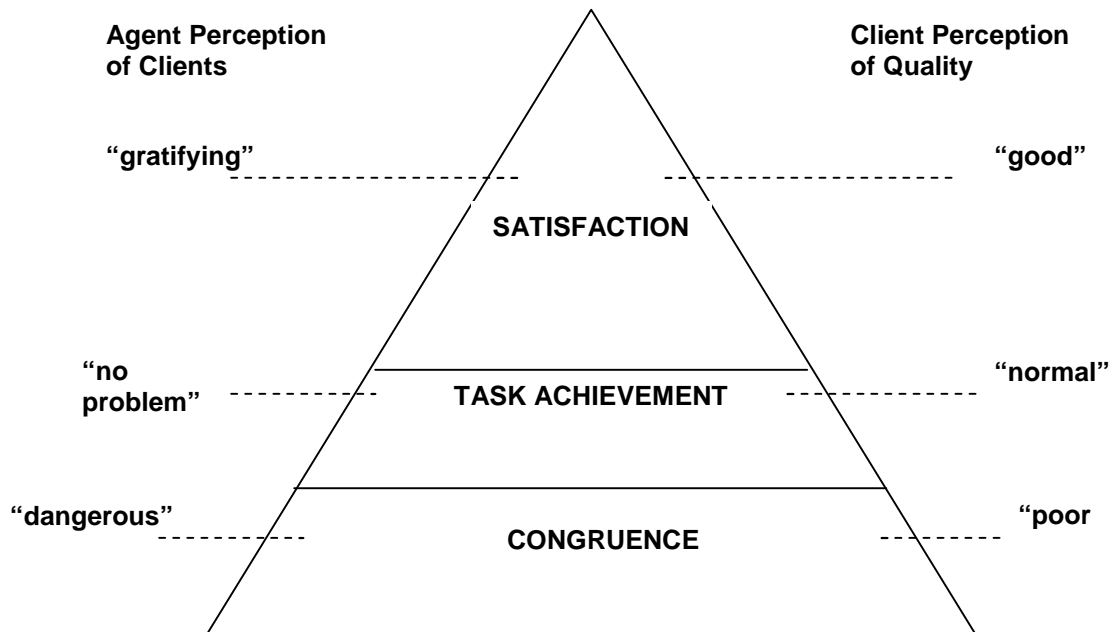 Agent Perception
of Clients
Client Perception
of Quality
“gratifying”
“good”
SATISFACTION
“no
problem”
“normal”
TASK ACHIEVEMENT
“dangerous”
“poor
CONGRUENCE